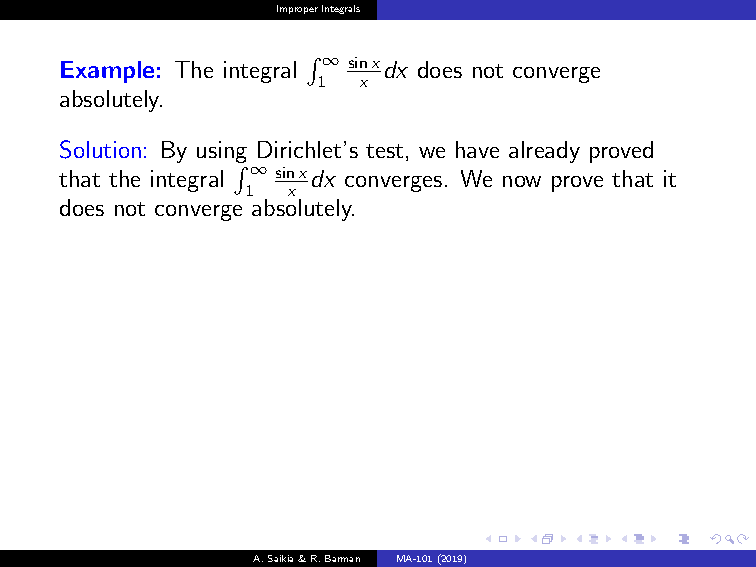 Improper Integrals
Example: The integral ∫₁^∞ sin x/x dx does not converge
absolutely.
Solution: By using Dirichlet's test, we have already proved
that the integral ∫₁^∞ sin x/x dx converges. We now prove that it
does not converge absolutely.
A. Saikia & R. Barman MA-101 (2019)